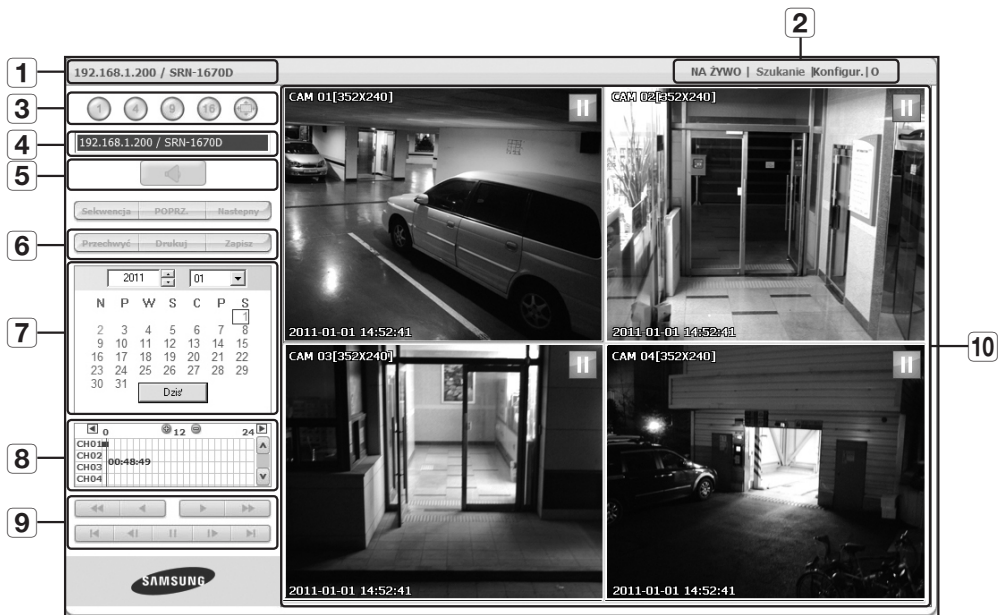 2
1
192.168.1.200 / SRN-1670D
NA ŻYWO | Szukanie |Konfigur.| O
3
1 4 9 16
4
192.168.1.200 / SRN-1670D
5
Sekwencja POPRZ. Następny
6
Przechwyć Drukuj Zapisz
7
2011 01
N P W S C P S
1
2 3 4 5 6 7 8
9 10 11 12 13 14 15
16 17 18 19 20 21 22
23 24 25 26 27 28 29
30 31
Dziś
8
0 12 24
CH01
CH02
00:48:49
CH03
CH04
9
SAMSUNG
CAM 01[352X240]
2011-01-01 14:52:41
CAM 02[352X240]
2011-01-01 14:52:41
CAM 03[352X240]
2011-01-01 14:52:41
CAM 04[352X240]
2011-01-01 14:52:41
10